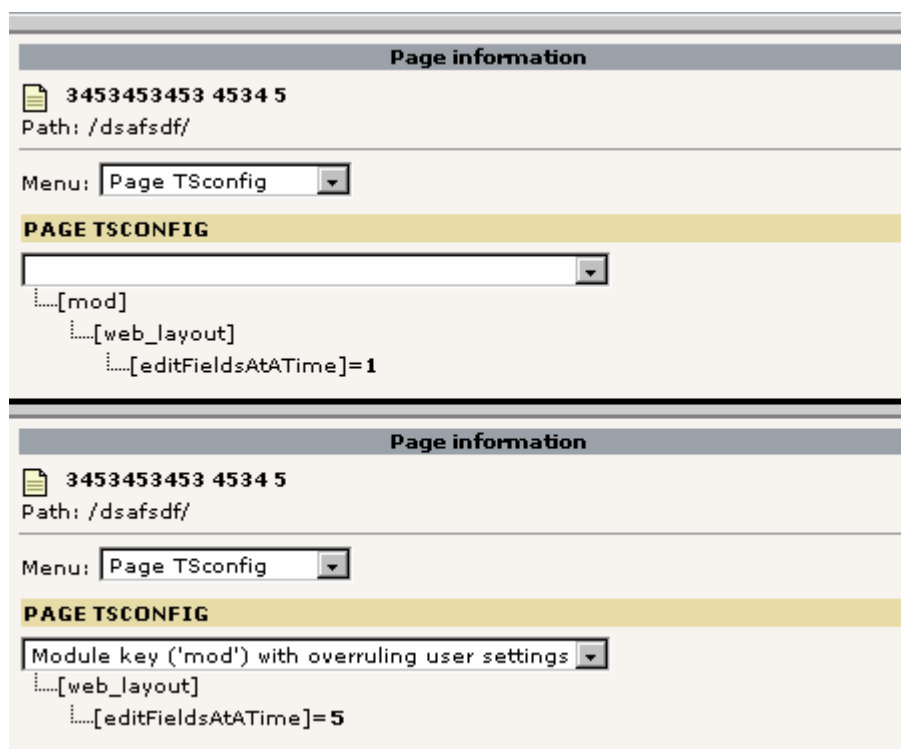 Page information
3453453453 4534 5
Path: /dsafsdf/
Menu: Page TSconfig
PAGE TSCONFIG
[mod]
[web_layout]
[editFieldsAtATime]=1
Page information
3453453453 4534 5
Path: /dsafsdf/
Menu: Page TSconfig
PAGE TSCONFIG
Module key ('mod') with overruling user settings
[web_layout]
[editFieldsAtATime]=5